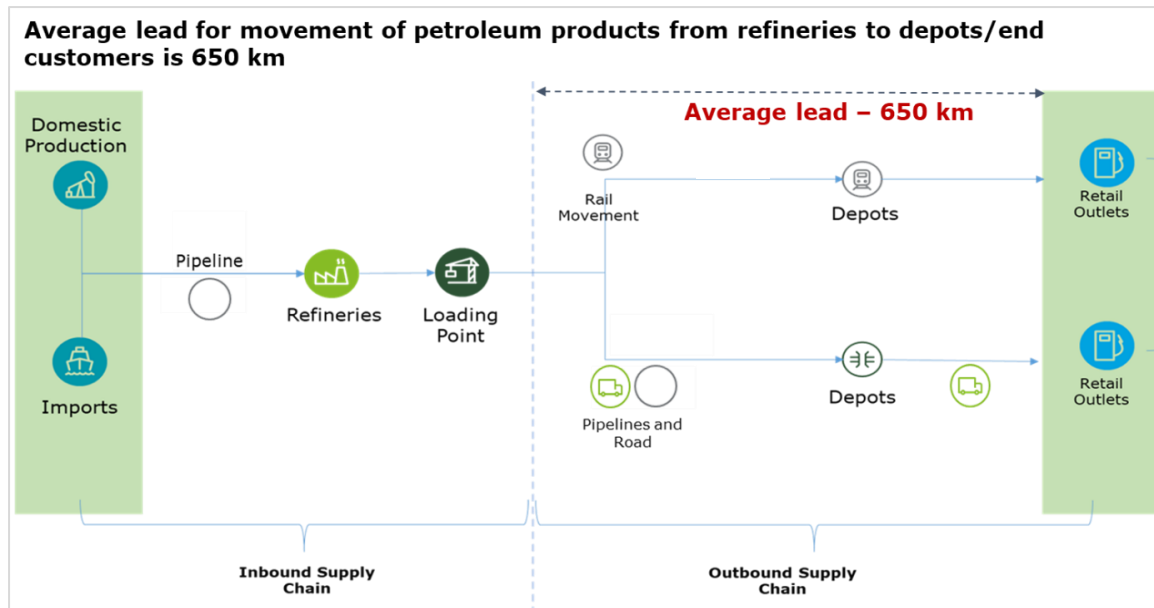 Average lead for movement of petroleum products from refineries to depots/end
customers is 650 km
Average lead – 650 km
Domestic
Production
Rail
Movement
Depots
Retail
Outlets
Pipeline
Refineries
Loading
Point
Imports
Pipelines and
Road
Depots
Retail
Outlets
Inbound Supply
Chain
Outbound Supply
Chain